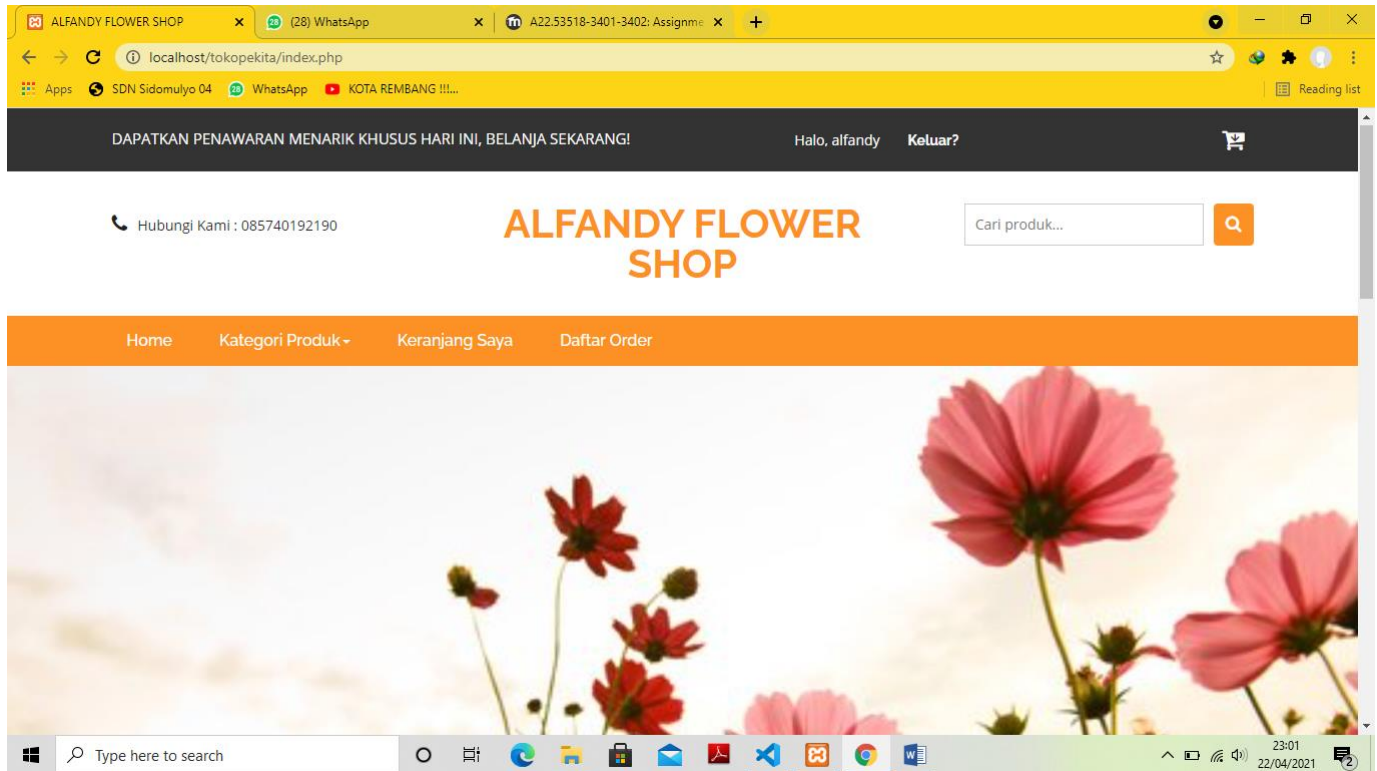 ALFANDY FLOWER SHOP
(28) WhatsApp
A22.53518-3401-3402: Assignme
localhost/tokopekita/index.php
Apps
SDN Sidomulyo 04
28
WhatsApp
KOTA REMBANG !!!...
Reading list
DAPATKAN PENAWARAN MENARIK KHUSUS HARI INI, BELANJA SEKARANG!
Halo, alfandy
Keluar?
Hubungi Kami : 085740192190
ALFANDY FLOWER
SHOP
Cari produk...
Home
Kategori Produk
Keranjang Saya
Daftar Order
Type here to search
23:01
22/04/2021
2